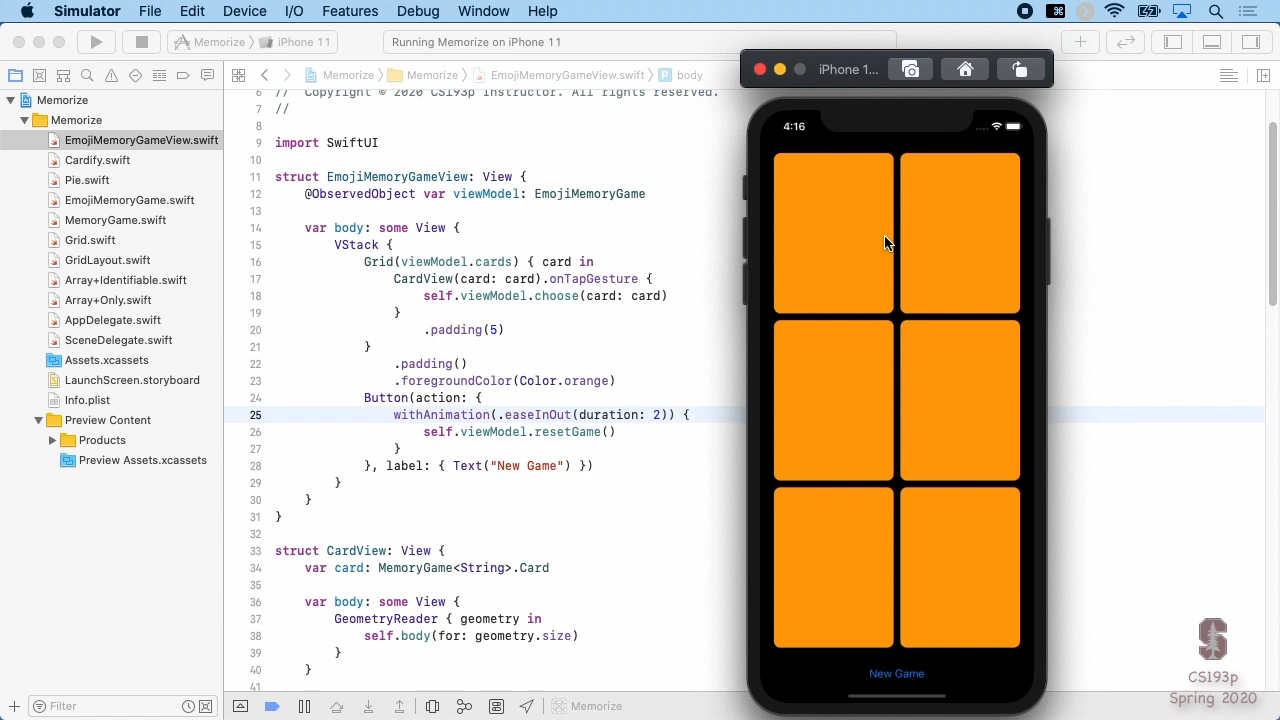 Simulator File Edit Device I/O Features Debug Window Help
Memorize iPhone 11 Running Memorize on iPhone 11
iPhone 1...
Memorize Memorize EmojiMemoryGameView.swift P body
Memorize
Memorize
EmojiMemoryGameView.swift
Cardify.swift
Pie.swift
EmojiMemoryGame.swift
MemoryGame.swift
Grid.swift
GridLayout.swift
Array+Identifiable.swift
Array+Only.swift
AppDelegate.swift
SceneDelegate.swift
Assets.xcassets
LaunchScreen.storyboard
Info.plist
Preview Content
Products
Preview Assets.xcassets
Filter
6 // Copyright © 2020 CS193p Instructor. All rights reserved.
7 //
8
9 import SwiftUI
10
11 struct EmojiMemoryGameView: View {
12 @ObservedObject var viewModel: EmojiMemoryGame
13
14 var body: some View {
15 VStack {
16 Grid(viewModel.cards) { card in
17 CardView(card: card).onTapGesture {
18 self.viewModel.choose(card: card)
19 }
20 .padding(5)
21 }
22 .padding()
23 .foregroundColor(Color.orange)
24 Button(action: {
25 withAnimation(.easeInOut(duration: 2)) {
26 self.viewModel.resetGame()
27 }
28 }, label: { Text("New Game") })
29 }
30 }
31 }
32
33 struct CardView: View {
34 var card: MemoryGame<String>.Card
35
36 var body: some View {
37 GeometryReader { geometry in
38 self.body(for: geometry.size)
39 }
40 }
41
Memorize
4:16
New Game
CS193p
Spring 2020